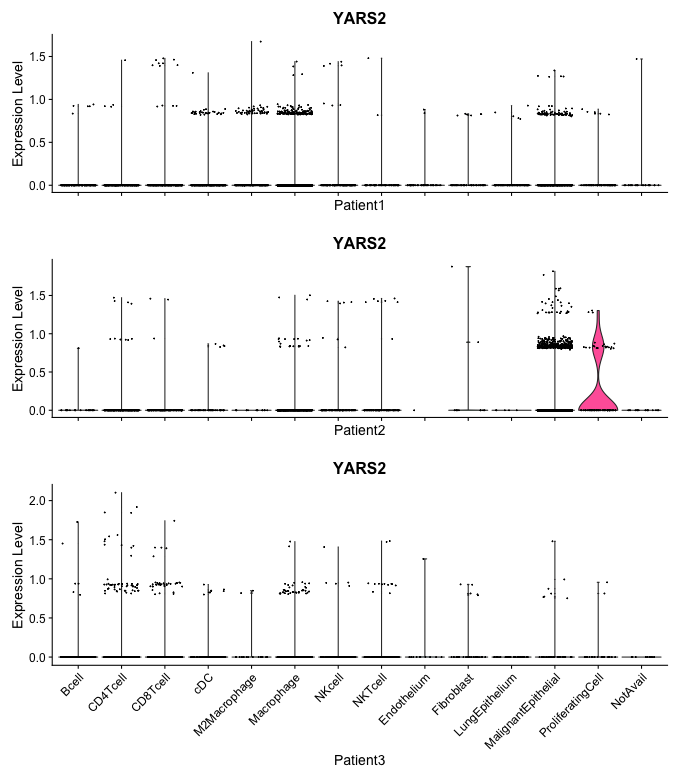 YARS2
1.5
1.0
0.5
0.0
Expression Level
Patient1
YARS2
1.5
1.0
0.5
0.0
Expression Level
Patient2
YARS2
2.0
1.5
1.0
0.5
0.0
Expression Level
Bcell
CD4Tcell
CD8Tcell
cDC
M2Macrophage
Macrophage
NKcell
NKTcell
Endothelium
Fibroblast
LungEpithelium
MalignantEpithelial
ProliferatingCell
NotAvail
Patient3